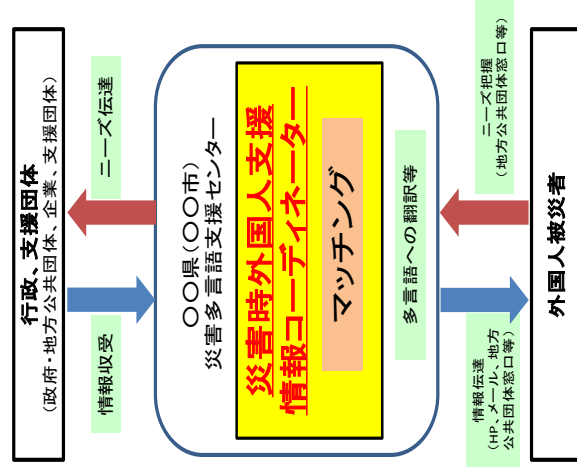 行政、支援団体
(政府・地方公共団体、企業、支援団体)
情報収受
ニーズ伝達
〇〇県(〇〇市)
災害多言語支援センター
災害時外国人支援
情報コーディネーター
マッチング
多言語への翻訳等
情報伝達
(HP、メール、地方
公共団体窓口等)
ニーズ把握
(地方公共団体窓口等)
外国人被災者